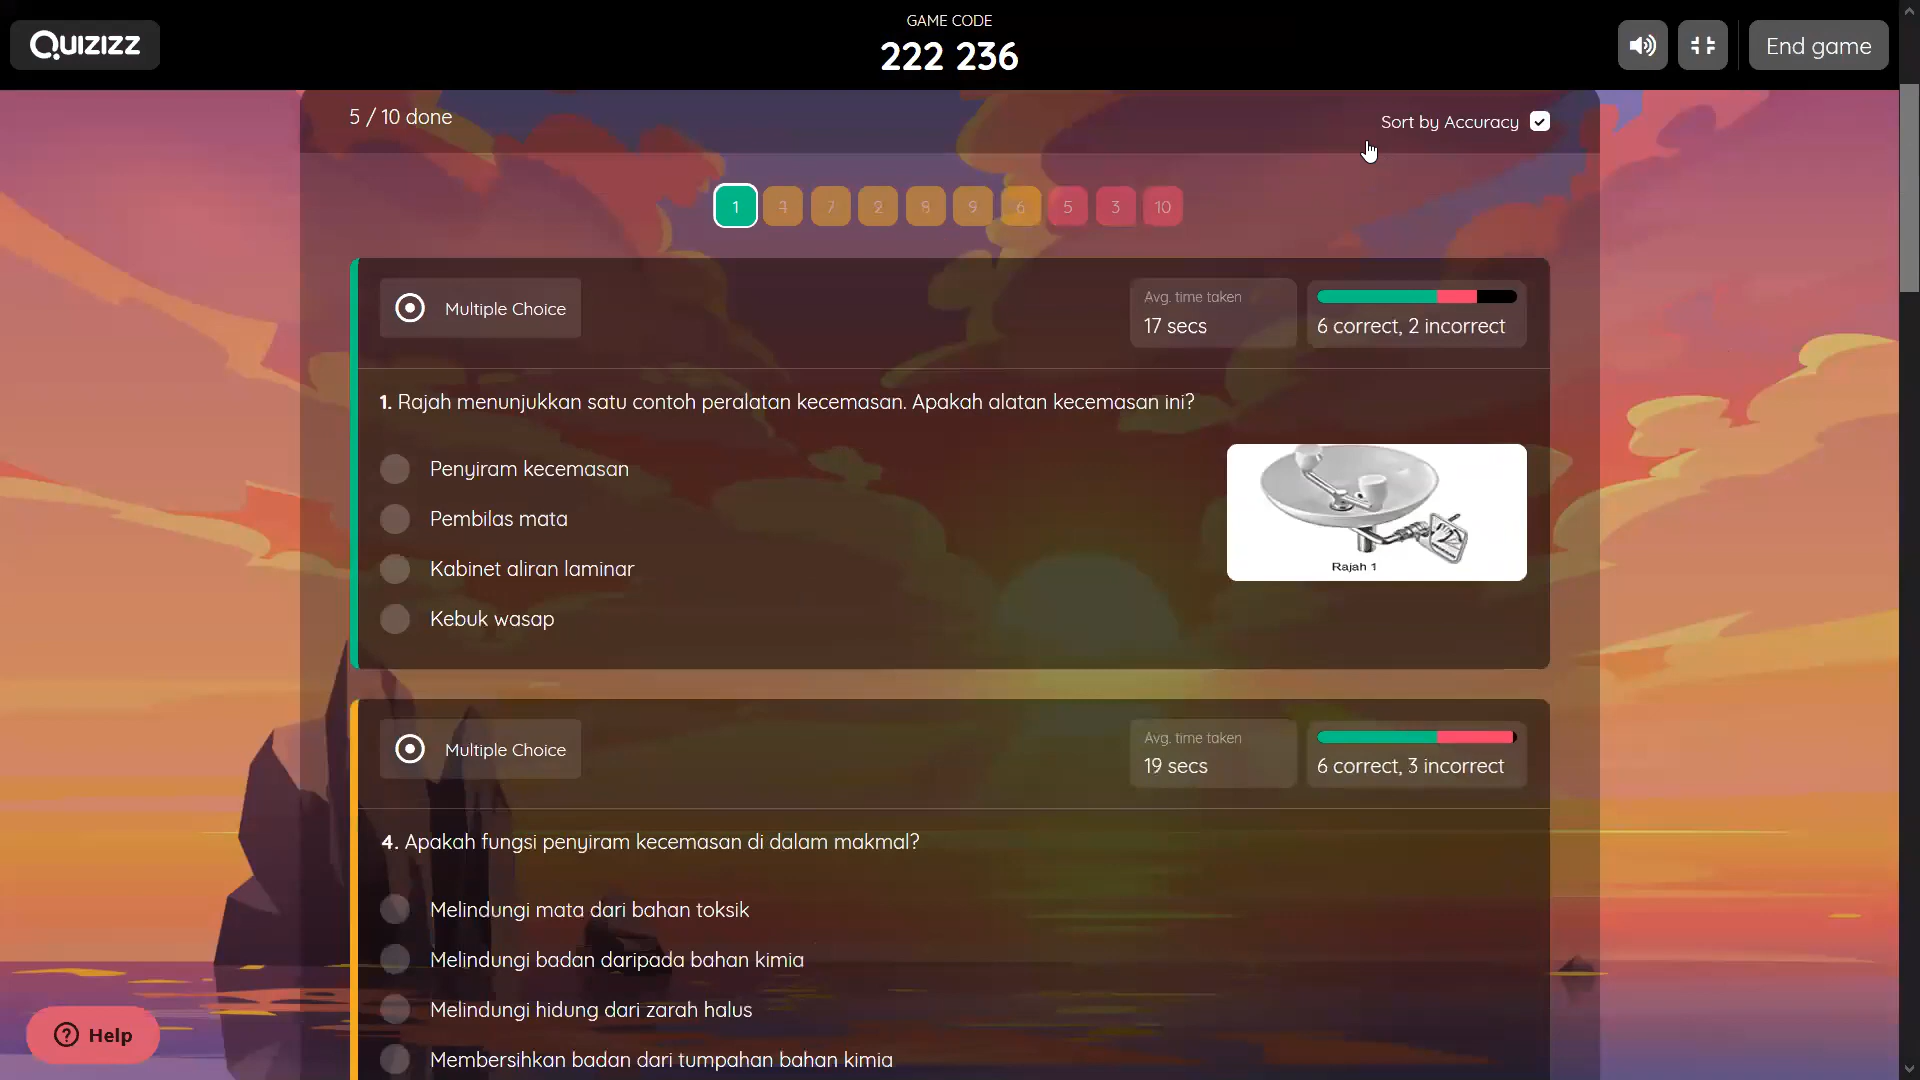 QUIZIZZ
GAME CODE
222 236
End game
5 / 10 done
Sort by Accuracy
1 4 7 2 8 9 6 5 3 10
Multiple Choice
Avg. time taken
17 secs
6 correct, 2 incorrect
1. Rajah menunjukkan satu contoh peralatan kecemasan. Apakah alatan kecemasan ini?
Penyiram kecemasan
Pembilas mata
Kabinet aliran laminar
Kebuk wasap
Rajah 1
Multiple Choice
Avg. time taken
19 secs
6 correct, 3 incorrect
4. Apakah fungsi penyiram kecemasan di dalam makmal?
Melindungi mata dari bahan toksik
Melindungi badan daripada bahan kimia
Melindungi hidung dari zarah halus
Membersihkan badan dari tumpahan bahan kimia
Help